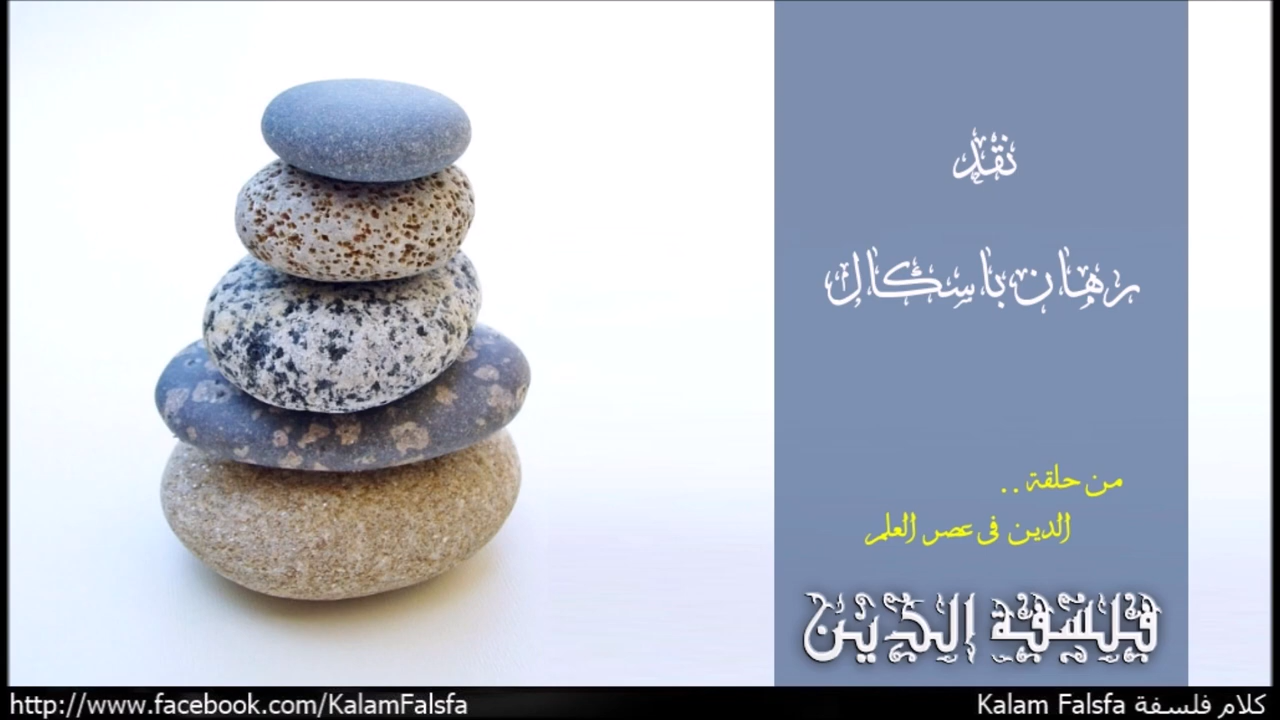 نقد
رهان باسكال
من حلقة ..
الدين فى عصر العلم
فلسفة الدين
http://www.facebook.com/KalamFalsfa
Kalam Falsfa كلام فلسفة